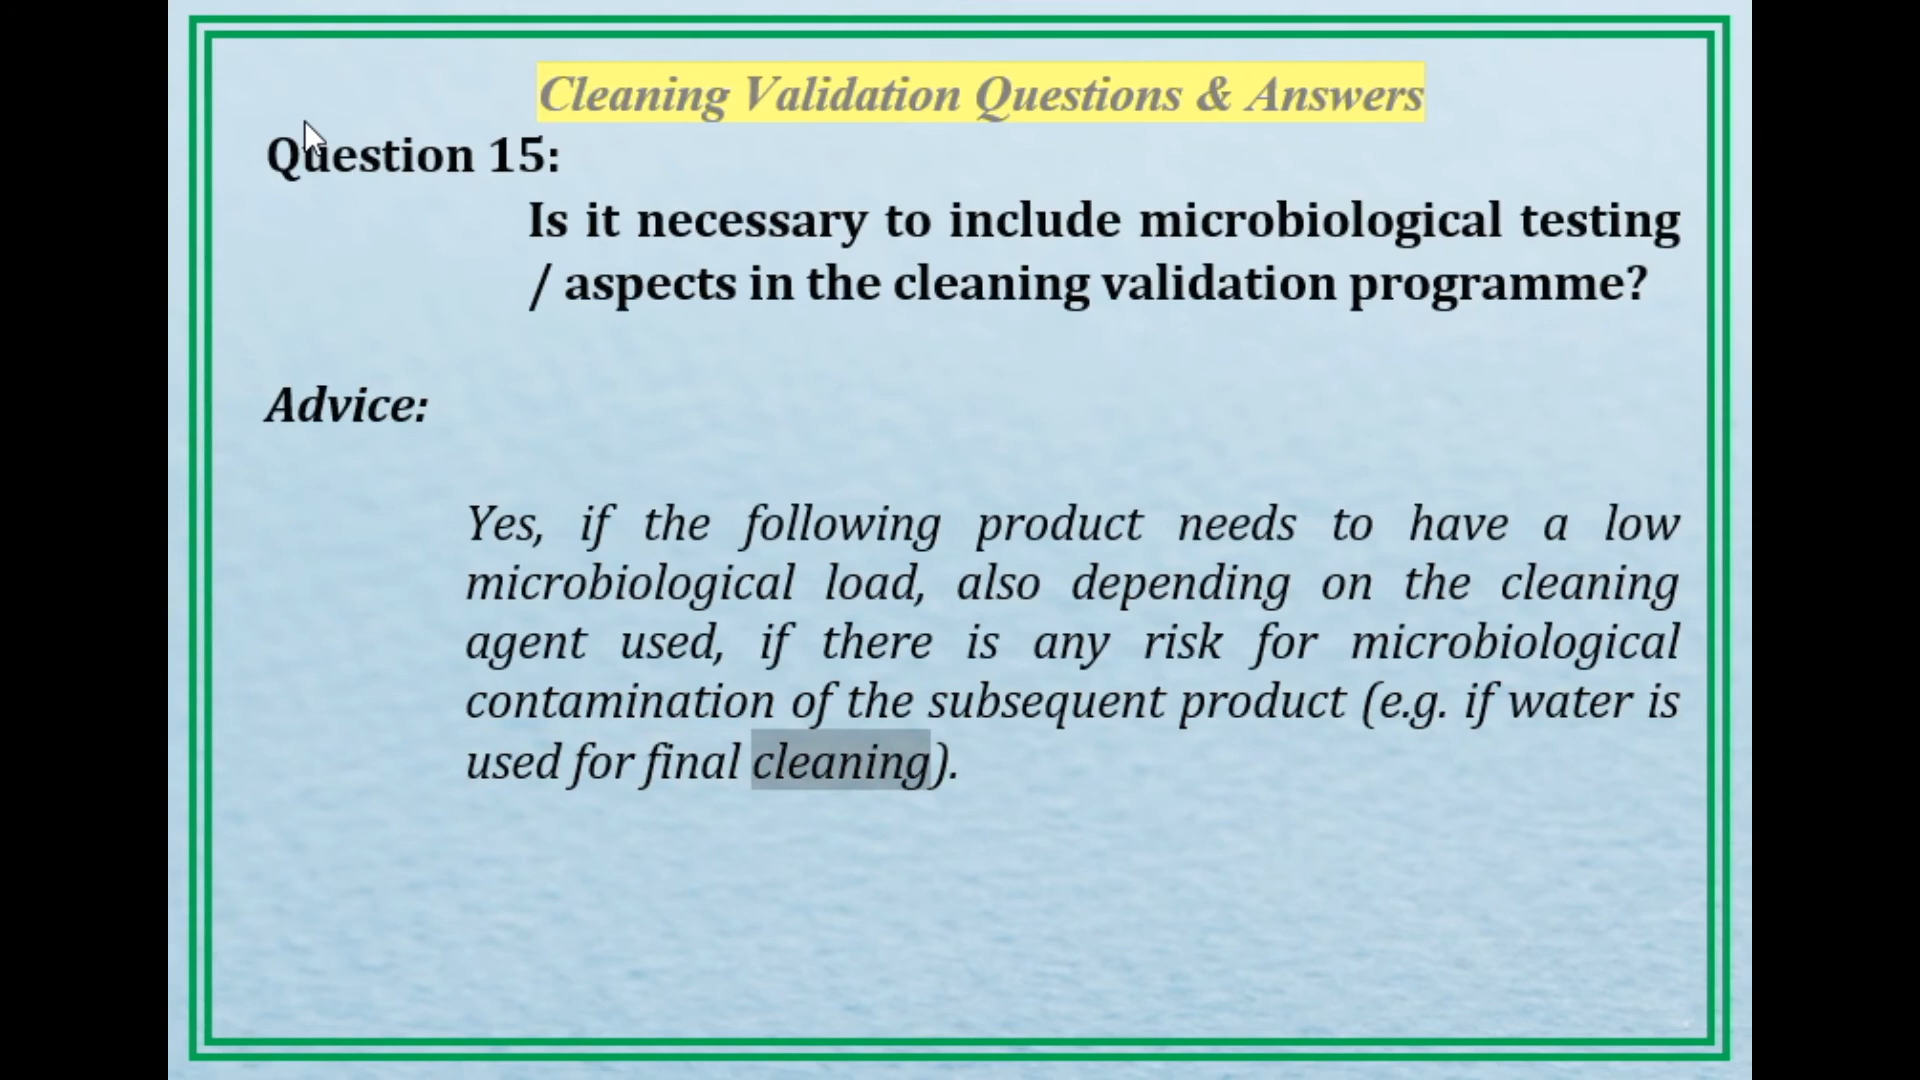 Cleaning Validation Questions & Answers
Question 15:
Is it necessary to include microbiological testing
/ aspects in the cleaning validation programme?
Advice:
Yes, if the following product needs to have a low
microbiological load, also depending on the cleaning
agent used, if there is any risk for microbiological
contamination of the subsequent product (e.g. if water is
used for final cleaning).